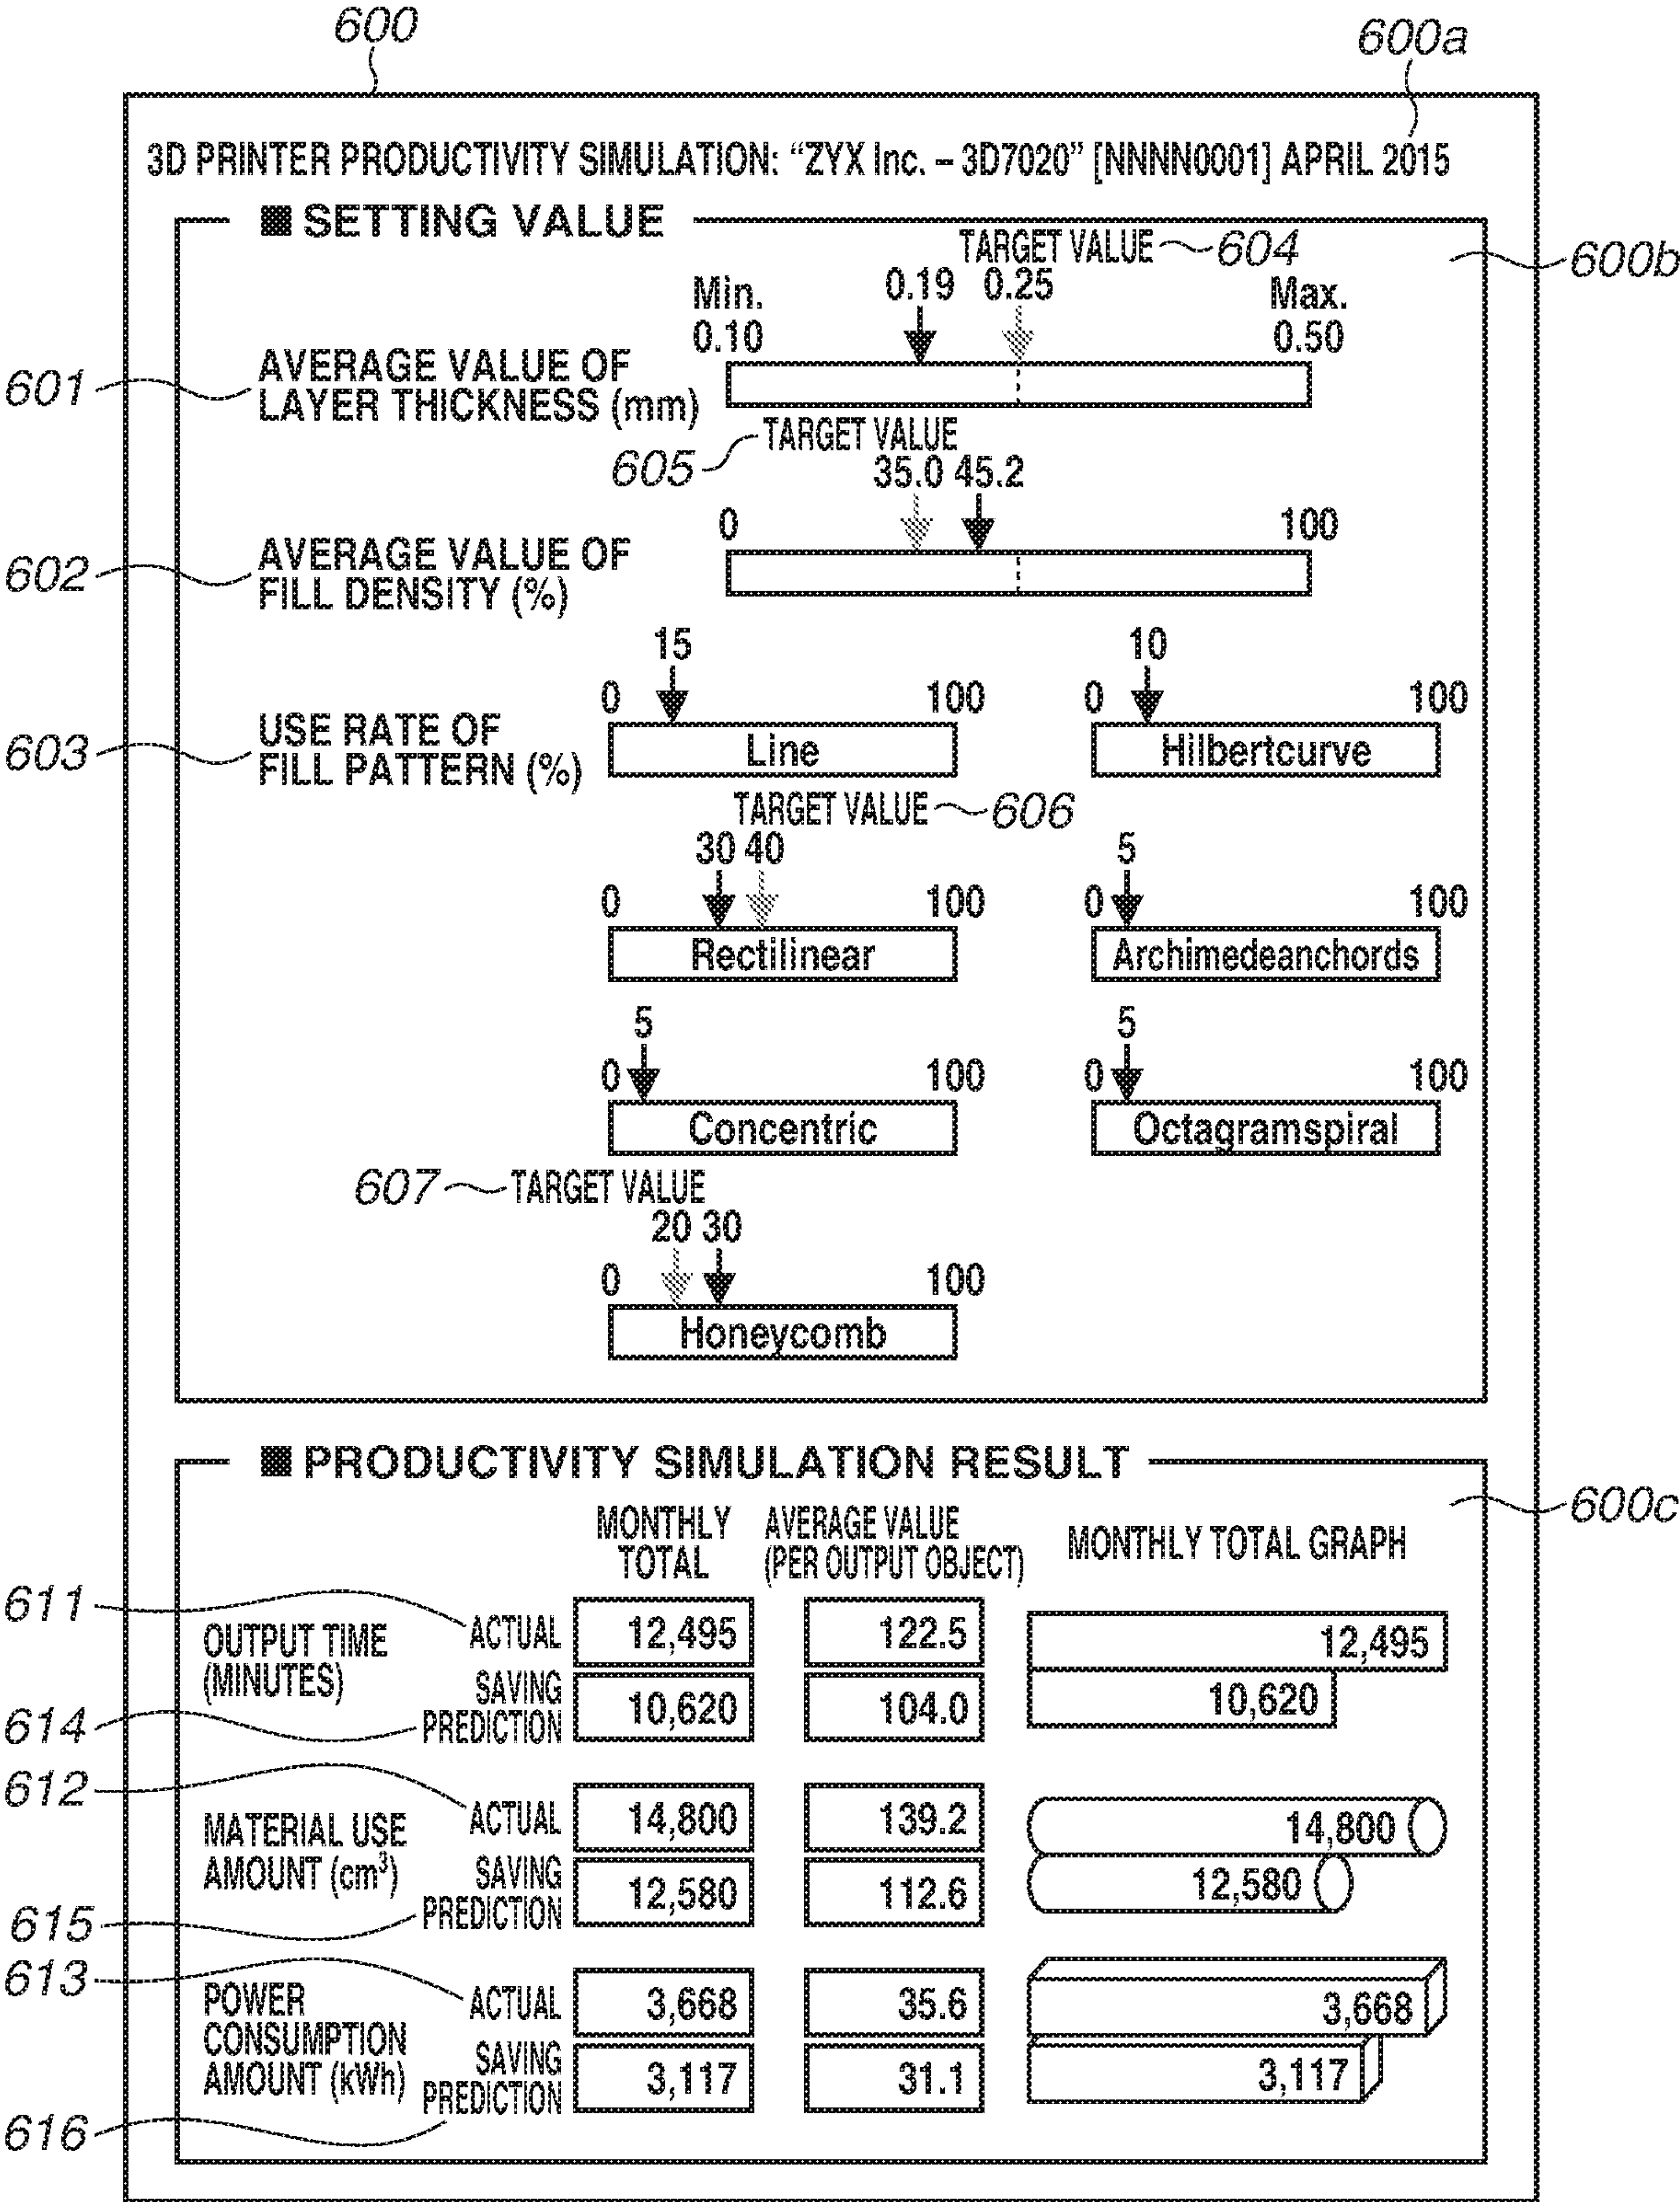 600
600a
3D PRINTER PRODUCTIVITY SIMULATION: “ZYX Inc. – 3D7020” [NNNN0001] APRIL 2015
■ SETTING VALUE
TARGET VALUE 604
600b
Min. 0.19 0.25 Max.
0.10 0.50
601
AVERAGE VALUE OF
LAYER THICKNESS (mm)
TARGET VALUE
605
35.0 45.2
0 100
602
AVERAGE VALUE OF
FILL DENSITY (%)
15 10
0 100 0 100
603
USE RATE OF
FILL PATTERN (%)
Line Hilbertcurve
TARGET VALUE 606
30 40 5
0 100 0 100
Rectilinear Archimedeanchords
5 5
0 100 0 100
Concentric Octagramspiral
607 TARGET VALUE
20 30
0 100
Honeycomb
■ PRODUCTIVITY SIMULATION RESULT
600c
MONTHLY
TOTAL
AVERAGE VALUE
(PER OUTPUT OBJECT)
MONTHLY TOTAL GRAPH
611
OUTPUT TIME
(MINUTES)
ACTUAL 12,495 122.5 12,495
614
SAVING
PREDICTION
10,620 104.0 10,620
612
MATERIAL USE
AMOUNT (cm³)
ACTUAL 14,800 139.2 14,800
615
SAVING
PREDICTION
12,580 112.6 12,580
613
POWER
CONSUMPTION
AMOUNT (kWh)
ACTUAL 3,668 35.6 3,668
SAVING
PREDICTION
3,117 31.1 3,117
616